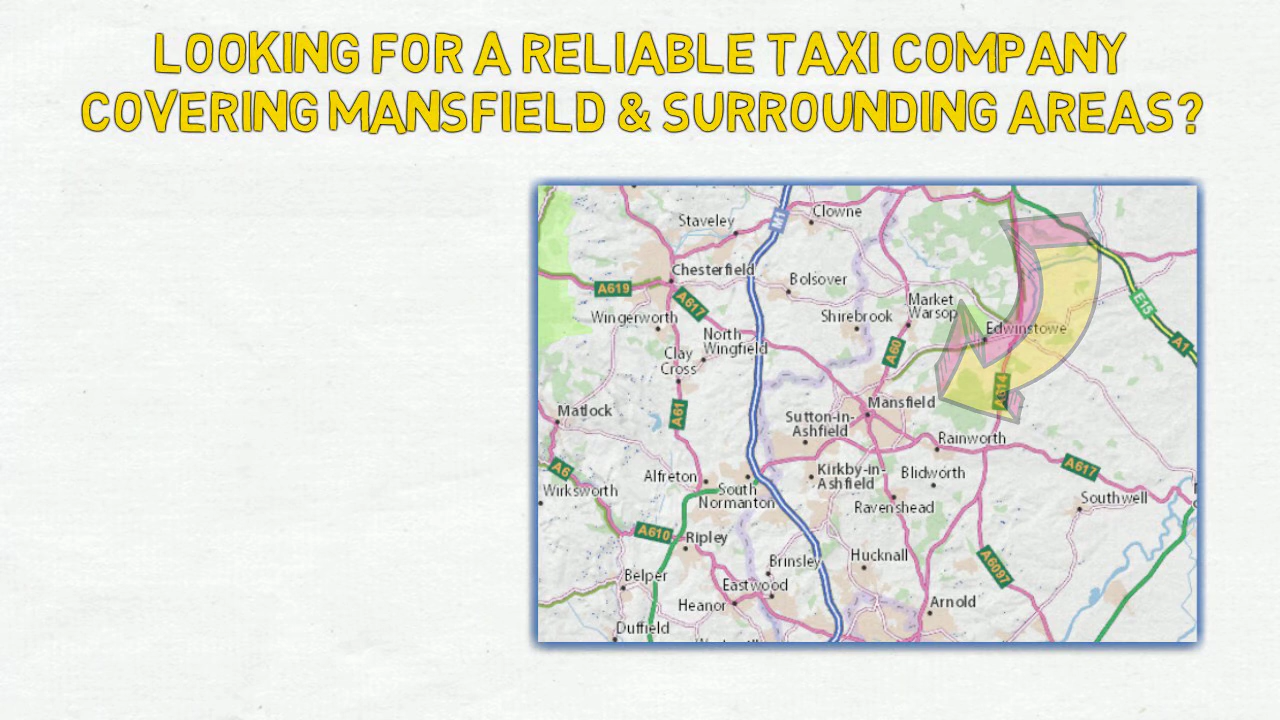 LOOKING FOR A RELIABLE TAXI COMPANY
COVERING MANSFIELD & SURROUNDING AREAS?
Staveley
M1
Clowne
Chesterfield
Bolsover
A619
A617
Market
Warsop
E15
Wingerworth
Shirebrook
Edwinstowe
North
Wingfield
A1
Clay
Cross
A60
A614
Matlock
A61
Mansfield
Sutton-in-
Ashfield
Rainworth
A6
Alfreton
Kirkby-in-
Ashfield
Blidworth
A617
Wirksworth
South
Normanton
Ravenshead
Southwell
A610
Ripley
Brinsley
Hucknall
A6097
Belper
Eastwood
Heanor
Arnold
Duffield